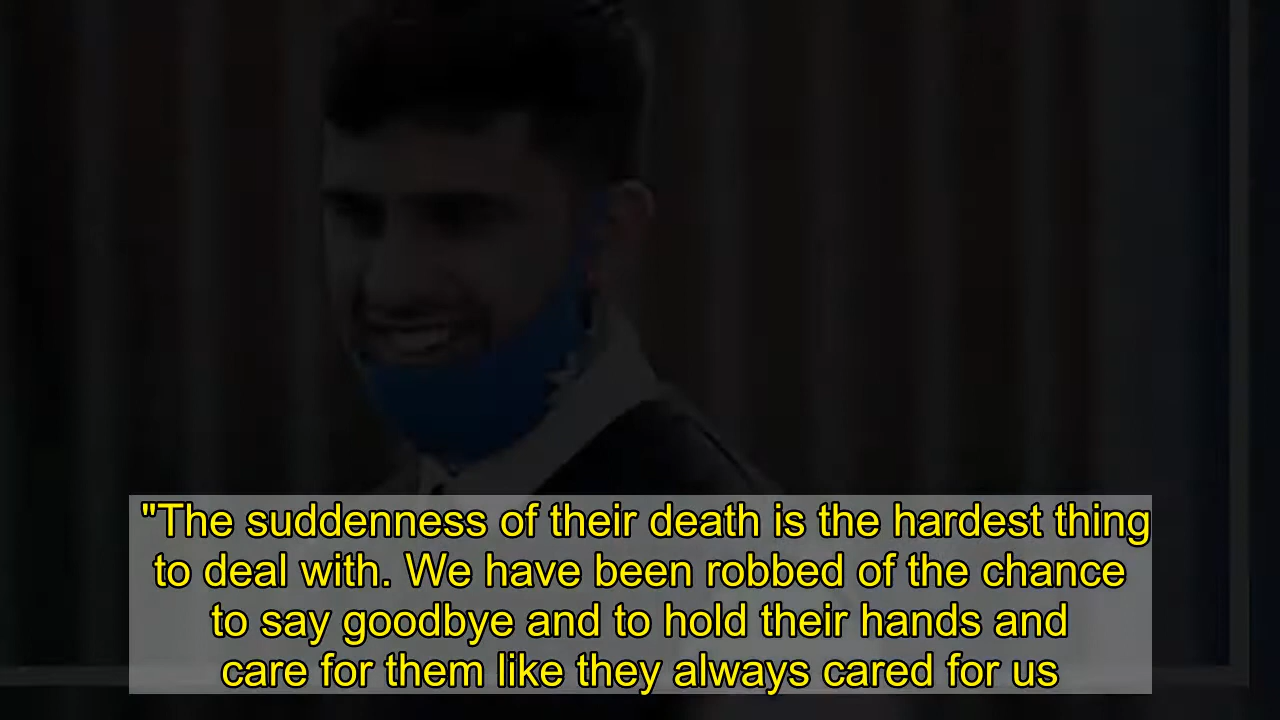 "The suddenness of their death is the hardest thing
to deal with. We have been robbed of the chance
to say goodbye and to hold their hands and
care for them like they always cared for us